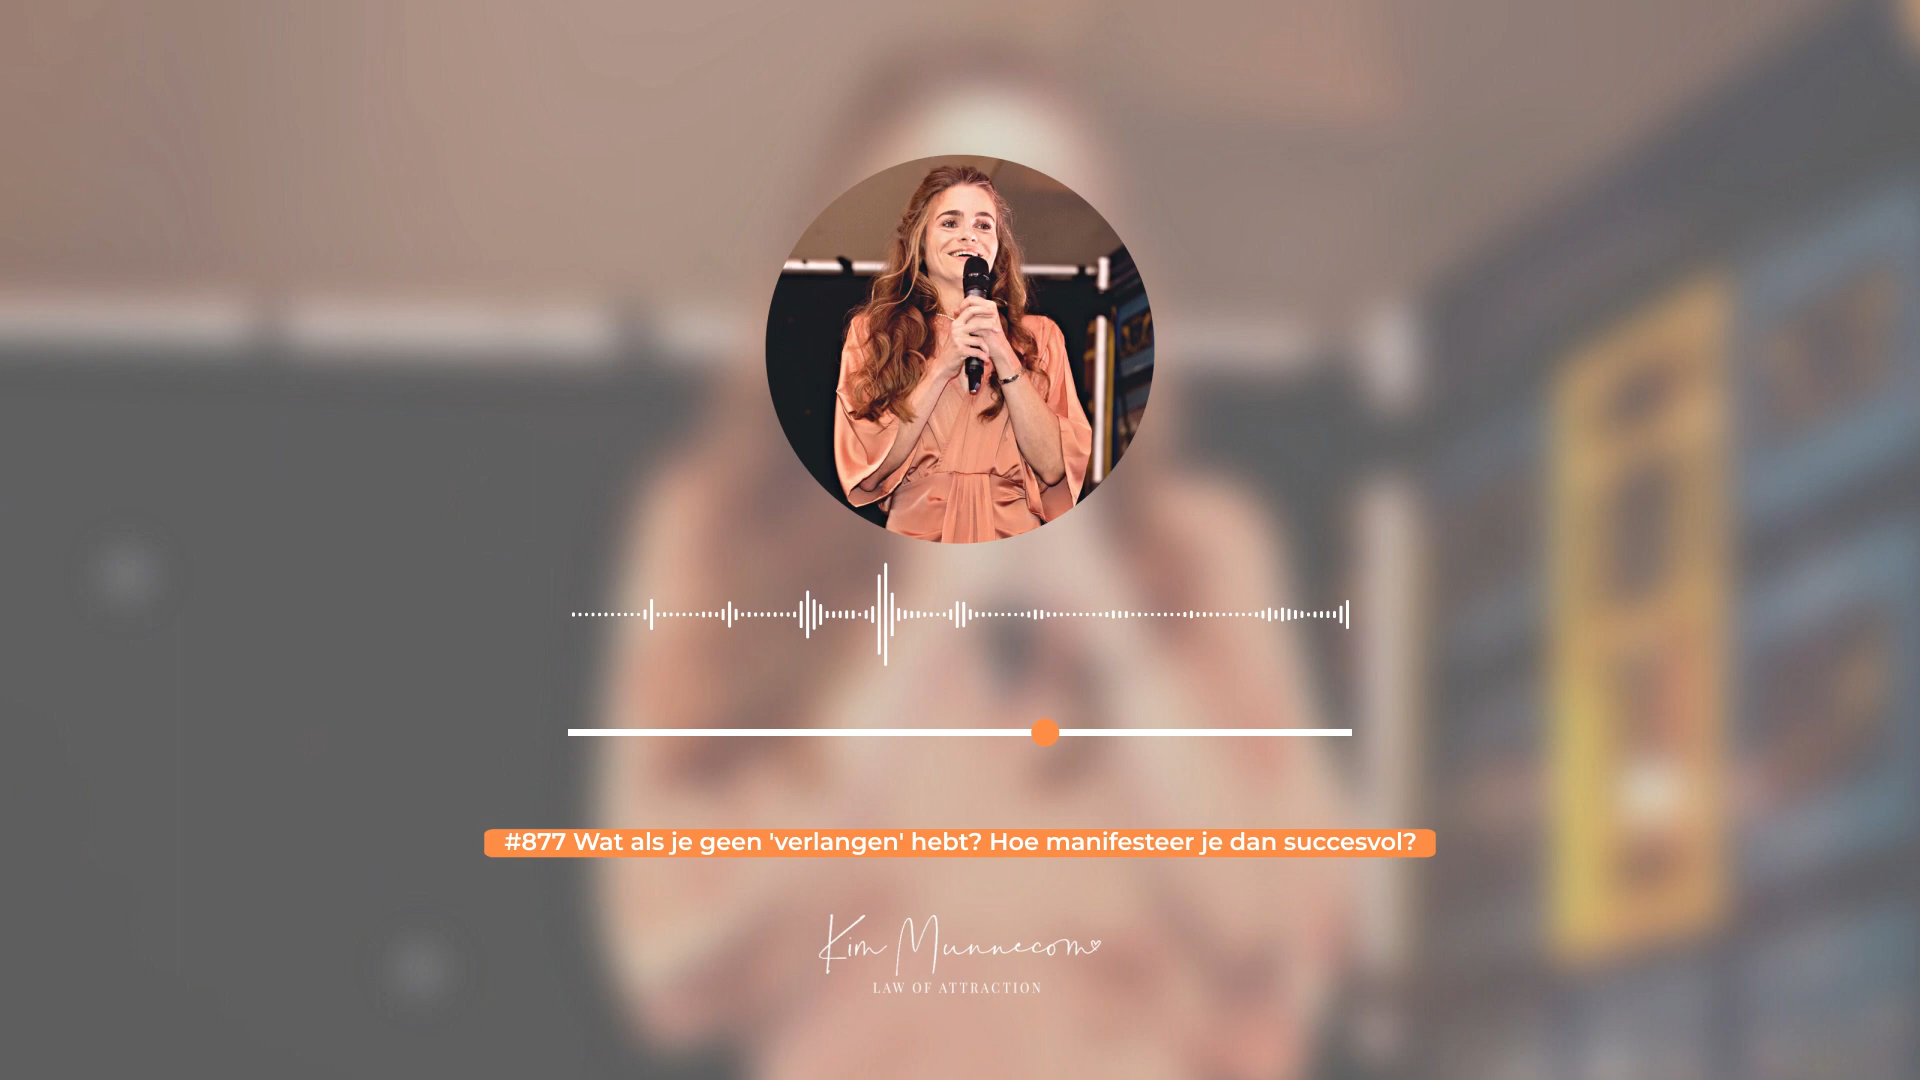 #877 Wat als je geen 'verlangen' hebt? Hoe manifesteer je dan succesvol?
Kim Munnecom
LAW OF ATTRACTION